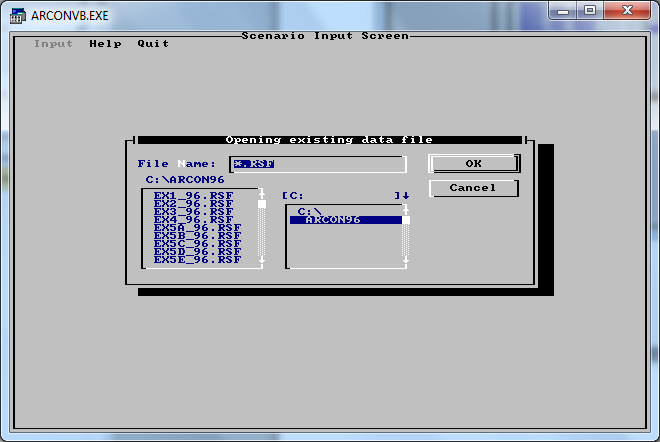 ARCONVB.EXE
Scenario Input Screen
Input Help Quit
Opening existing data file
File Name: *.RSF OK
C:\ARCON96 Cancel
EX1_96.RSF [C: ]↓
EX2_96.RSF C:\
EX3_96.RSF ARCON96
EX4_96.RSF
EX5A_96.RSF
EX5B_96.RSF
EX5C_96.RSF
EX5D_96.RSF
EX5E_96.RSF